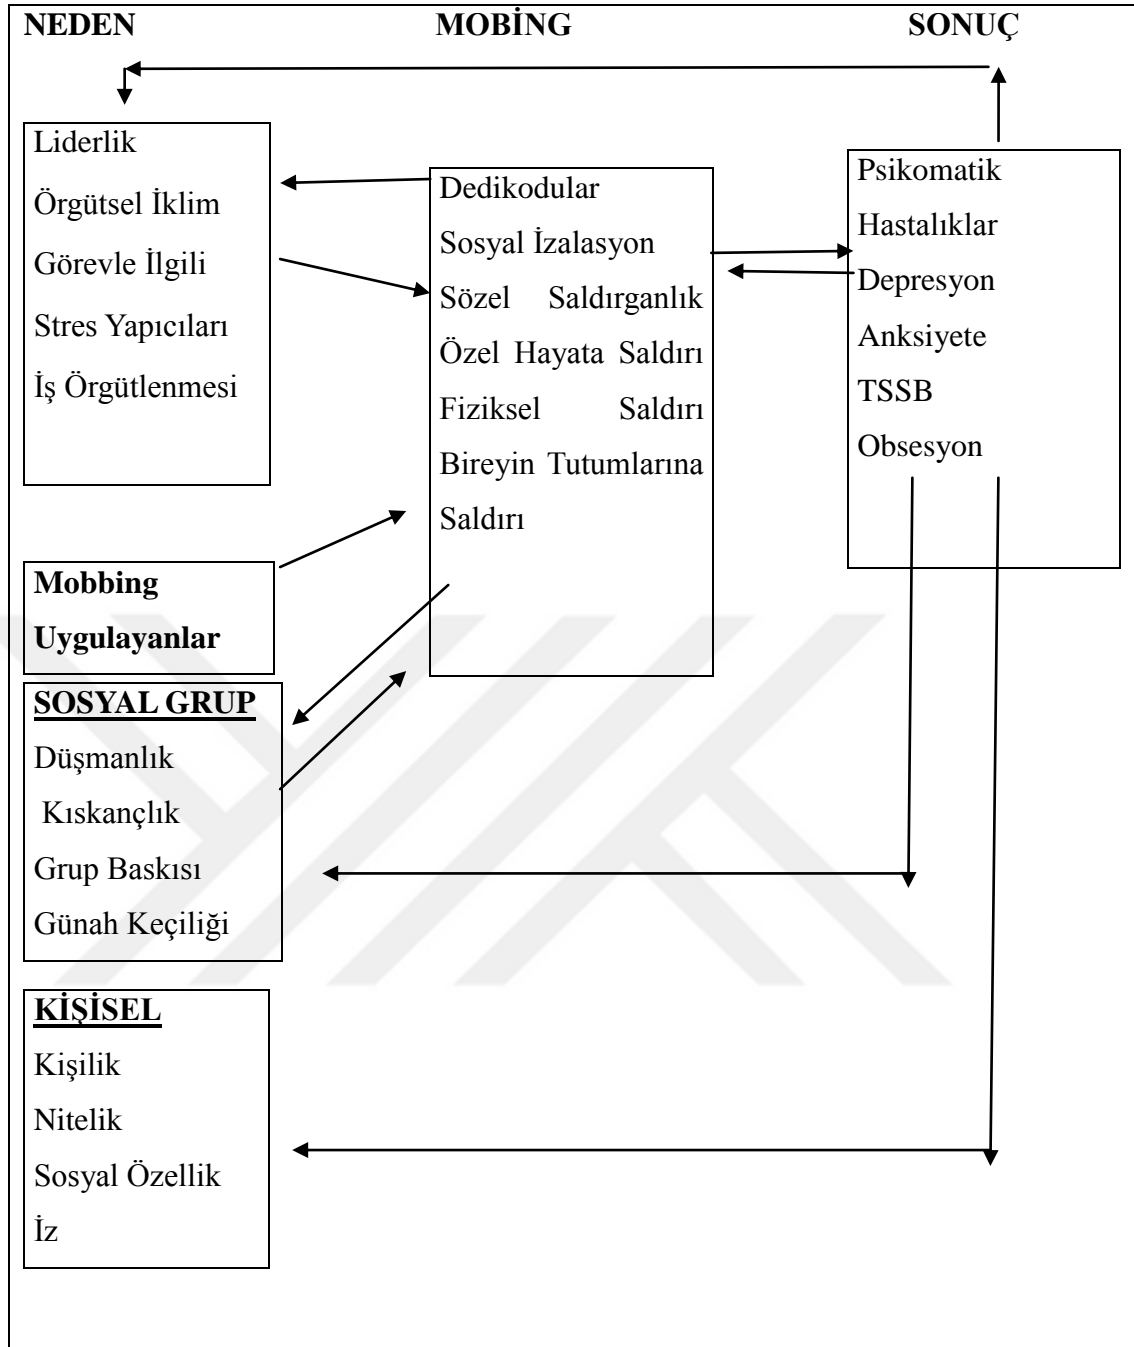 NEDEN MOBİNG SONUÇ
Liderlik
Örgütsel İklim
Görevle İlgili
Stres Yapıcıları
İş Örgütlenmesi
Mobbing
Uygulayanlar
SOSYAL GRUP
Düşmanlık
Kıskançlık
Grup Baskısı
Günah Keçiliği
KİŞİSEL
Kişilik
Nitelik
Sosyal Özellik
İz
Dedikodular
Sosyal İzalasyon
Sözel Saldırganlık
Özel Hayata Saldırı
Fiziksel Saldırı
Bireyin Tutumlarına
Saldırı
Psikomatik
Hastalıklar
Depresyon
Anksiyete
TSSB
Obsesyon